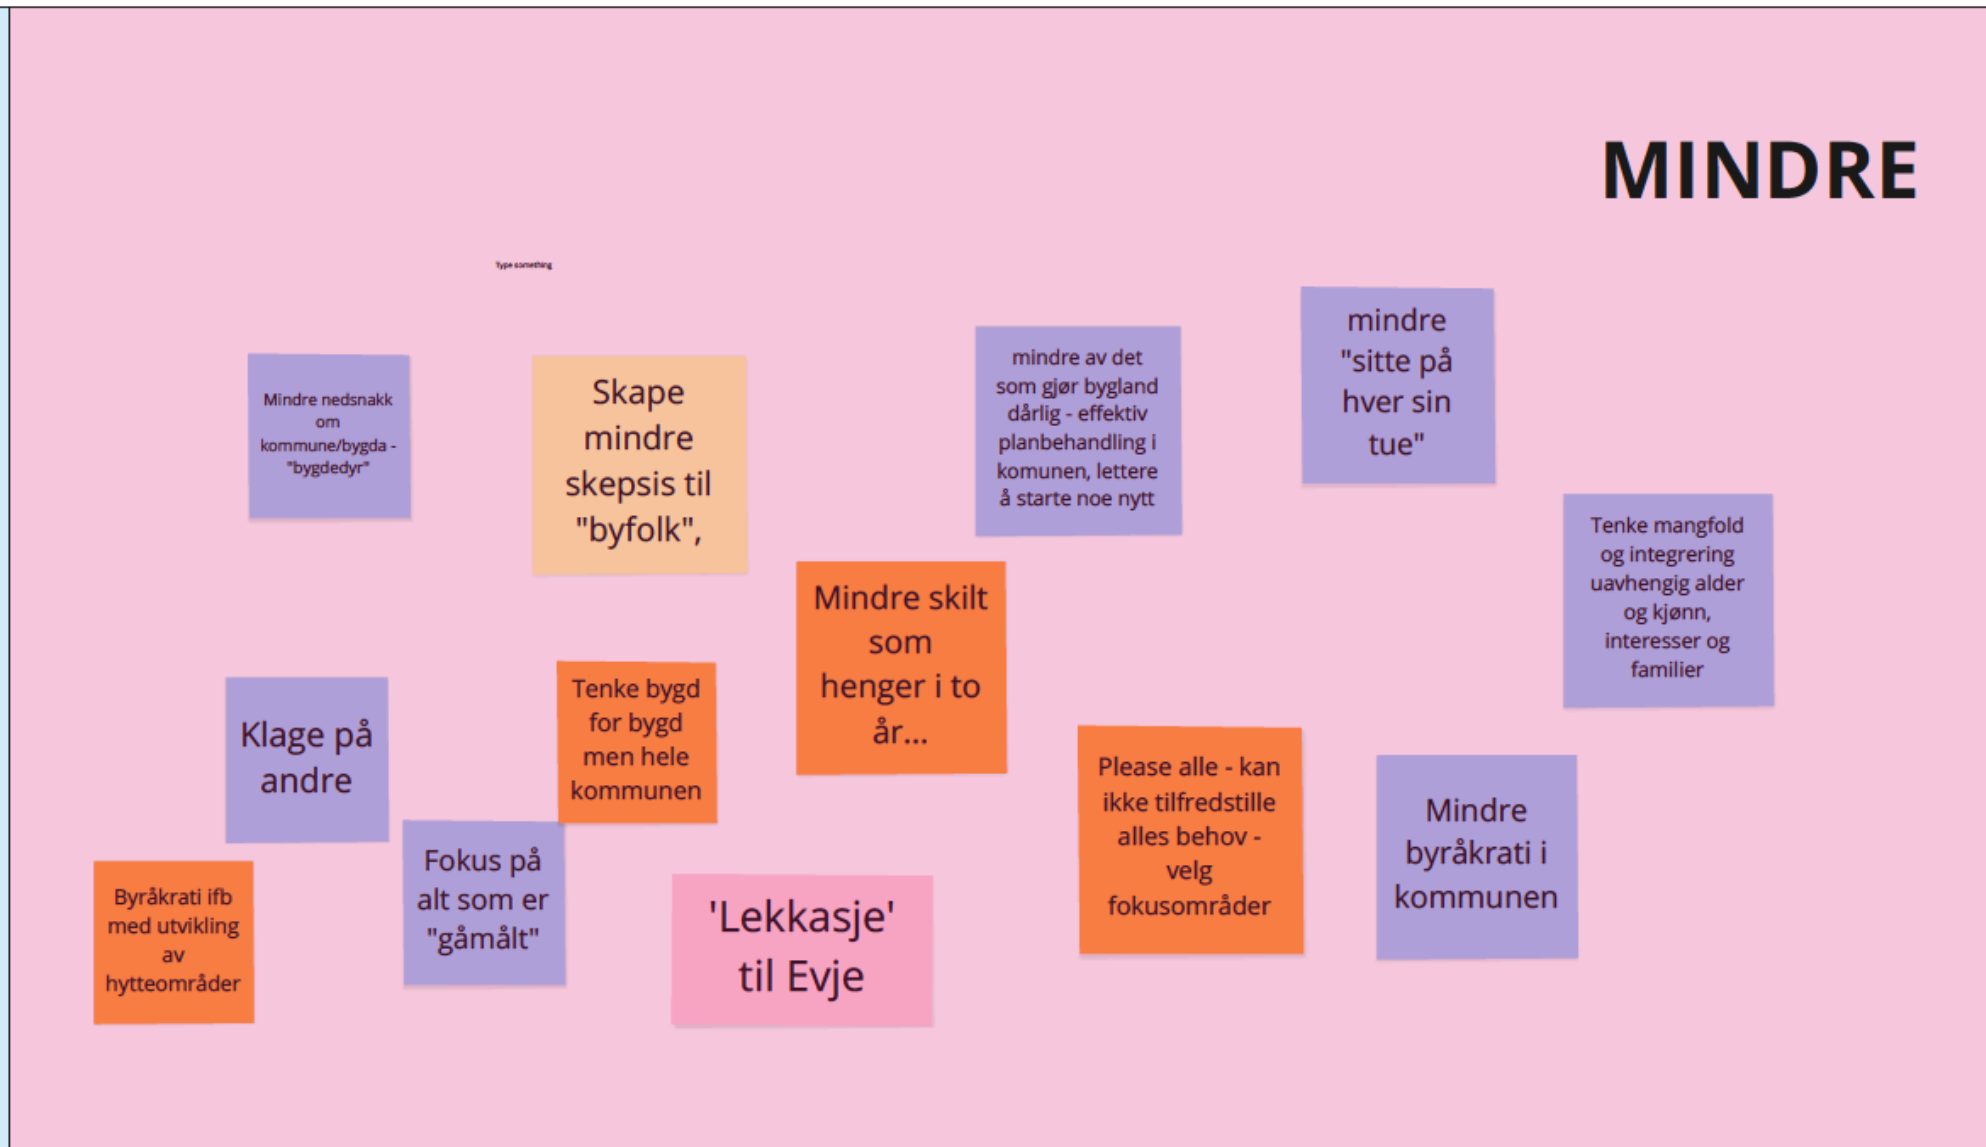 MINDRE
Type something
Mindre nedsnakk
om
kommune/bygda -
"bygdedyr"
Skape
mindre
skepsis til
"byfolk",
mindre av det
som gjør bygland
dårlig - effektiv
planbehandling i
komunen, lettere
å starte noe nytt
mindre
"sitte på
hver sin
tue"
Tenke mangfold
og integrering
uavhengig alder
og kjønn,
interesser og
familier
Mindre skilt
som
henger i to
år...
Tenke bygd
for bygd
men hele
kommunen
Klage på
andre
Please alle - kan
ikke tilfredstille
alles behov -
velg
fokusområder
Mindre
byråkrati i
kommunen
Fokus på
alt som er
"gåmålt"
Byråkrati ifb
med utvikling
av
hytteområder
'Lekkasje'
til Evje